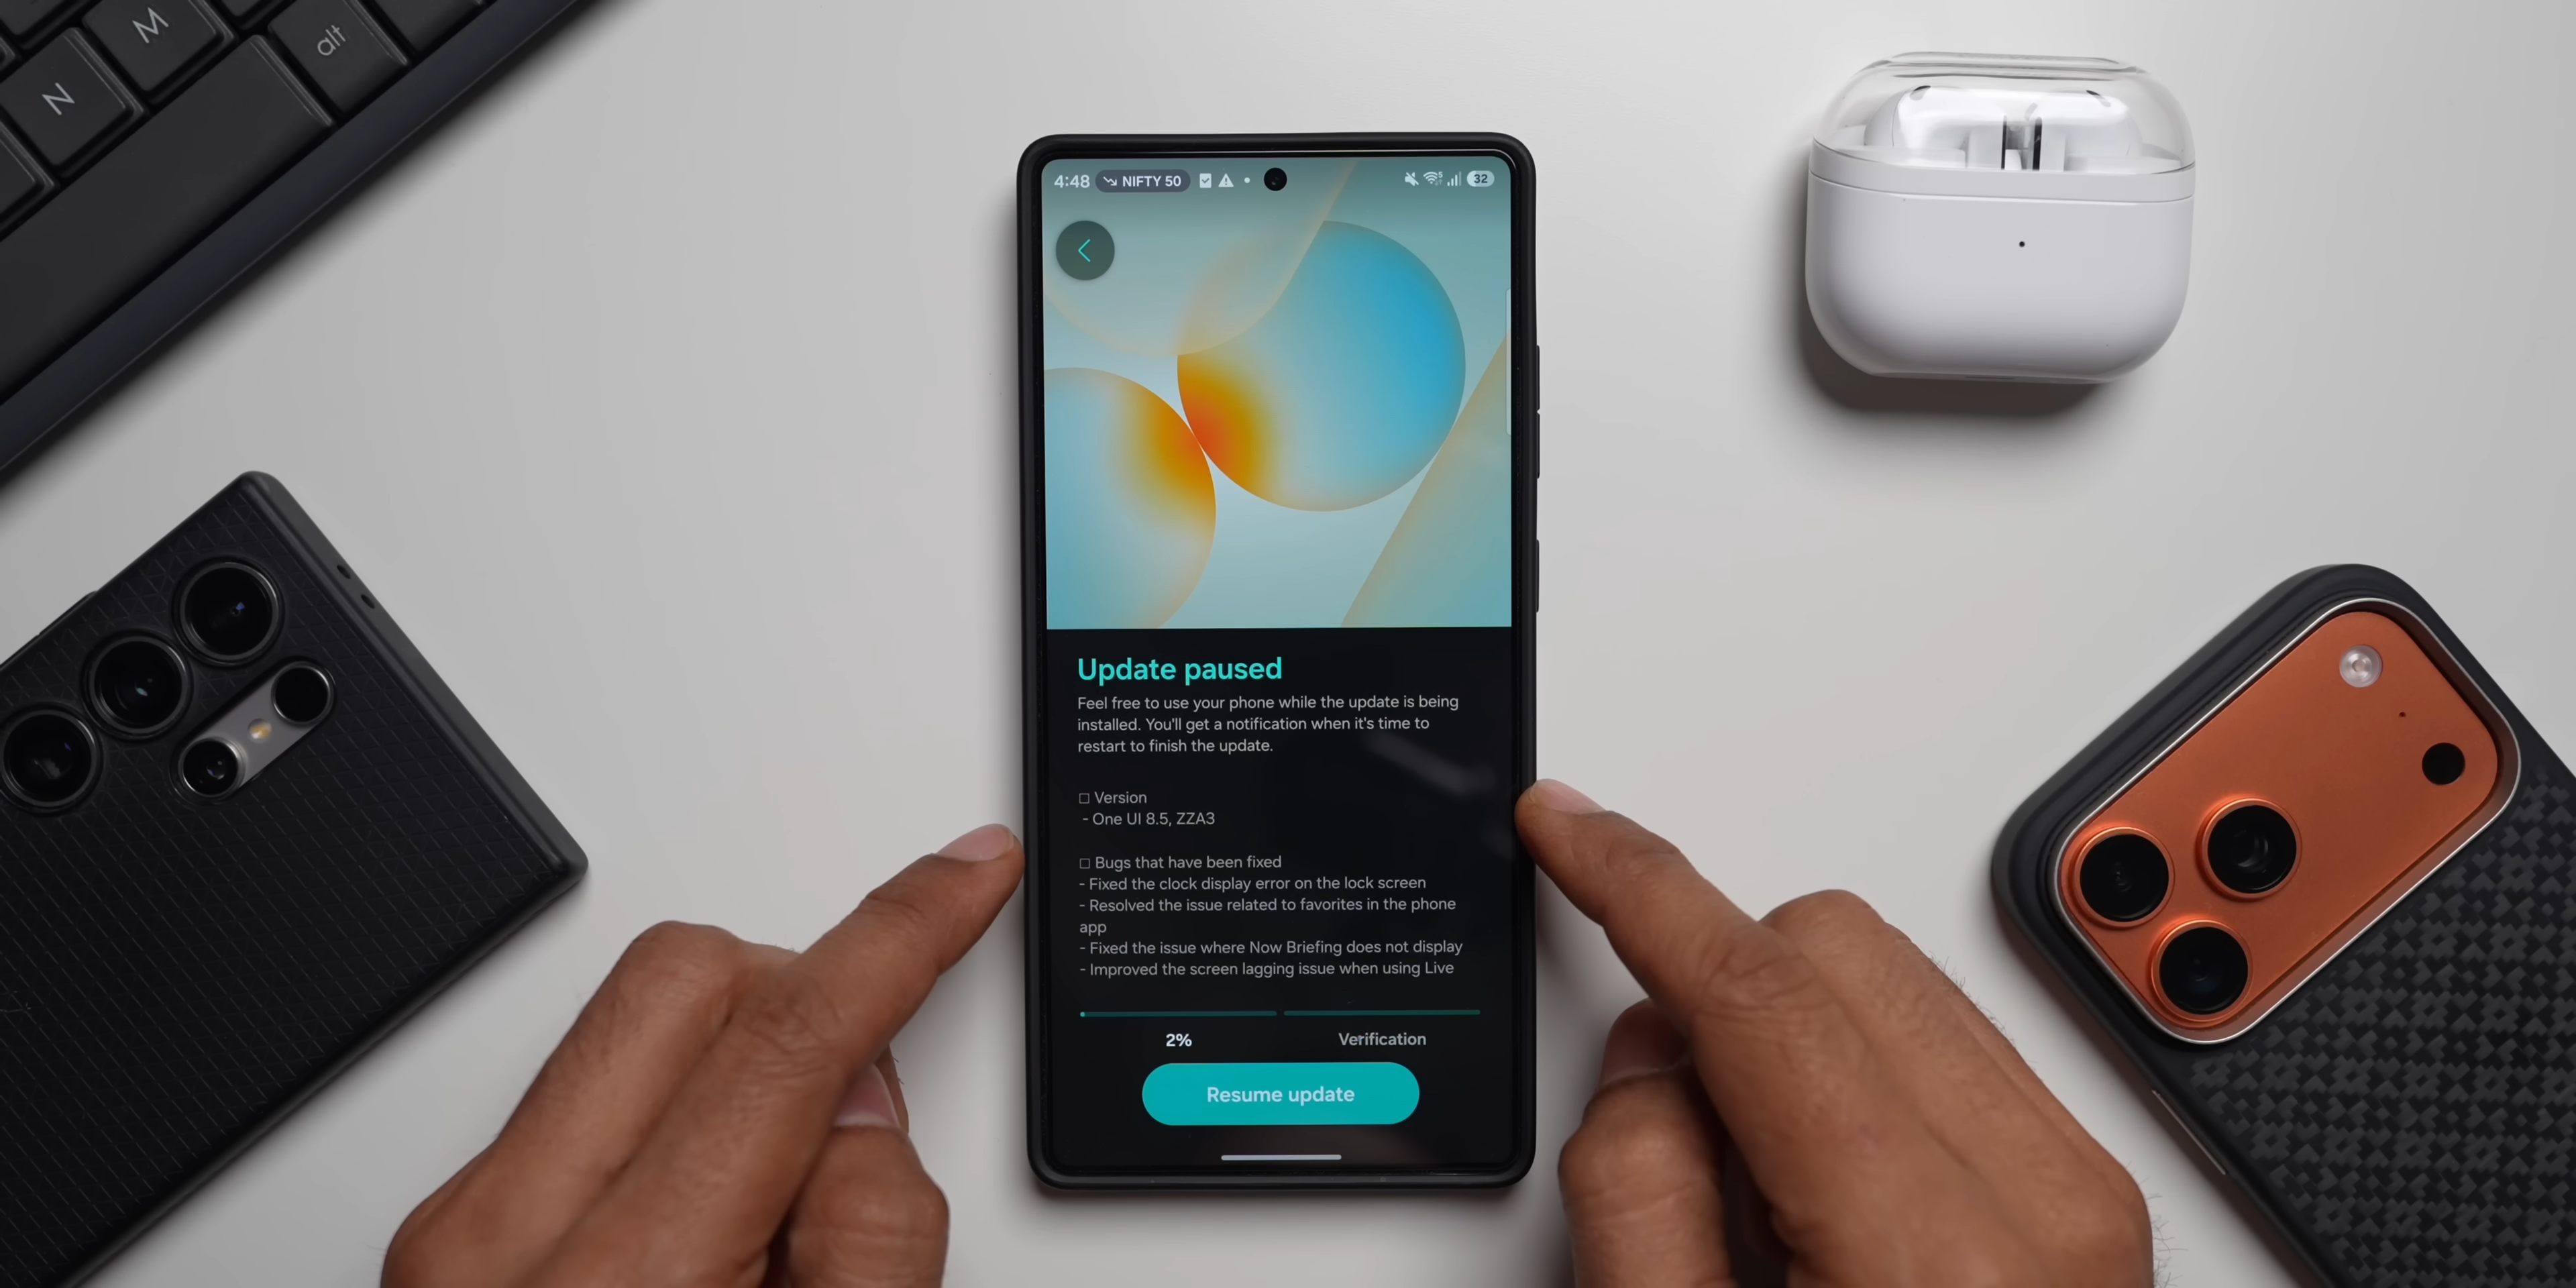 N
M
alt
4:48 NIFTY 50 32
Update paused
Feel free to use your phone while the update is being
installed. You'll get a notification when it's time to
restart to finish the update.
□ Version
- One UI 8.5, ZZA3
□ Bugs that have been fixed
- Fixed the clock display error on the lock screen
- Resolved the issue related to favorites in the phone
app
- Fixed the issue where Now Briefing does not display
- Improved the screen lagging issue when using Live
2% Verification
Resume update